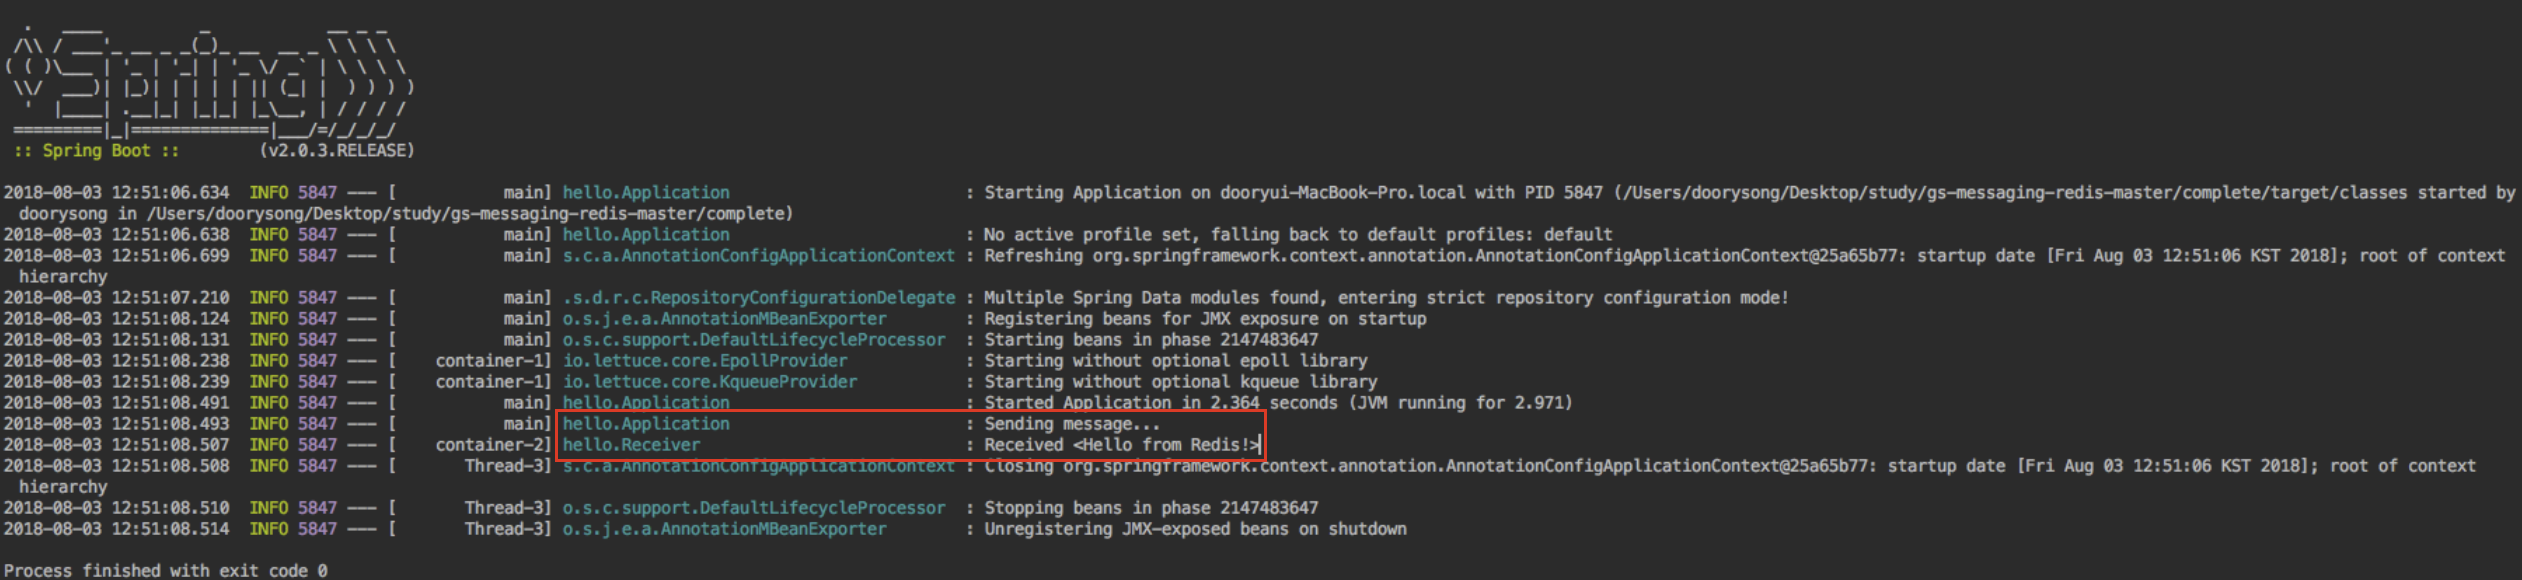 .   ____          _            __ _ _
 /\\ / ___'_ __ _ _(_)_ __  __ _ \ \ \ \
( ( )\___ | '_ | '_| | '_ \/ _` | \ \ \ \
 \\/  ___)| |_)| | | | | || (_| |  ) ) ) )
  '  |____| .__|_| |_|_| |_\__, | / / / /
 =========|_|==============|___/=/_/_/_/
 :: Spring Boot ::        (v2.0.3.RELEASE)
2018-08-03 12:51:06.634  INFO 5847 --- [           main] hello.Application                        : Starting Application on dooryui-MacBook-Pro.local with PID 5847 (/Users/doorysong/Desktop/study/gs-messaging-redis-master/complete/target/classes started by
 doorysong in /Users/doorysong/Desktop/study/gs-messaging-redis-master/complete)
2018-08-03 12:51:06.638  INFO 5847 --- [           main] hello.Application                        : No active profile set, falling back to default profiles: default
2018-08-03 12:51:06.699  INFO 5847 --- [           main] s.c.a.AnnotationConfigApplicationContext : Refreshing org.springframework.context.annotation.AnnotationConfigApplicationContext@25a65b77: startup date [Fri Aug 03 12:51:06 KST 2018]; root of context
 hierarchy
2018-08-03 12:51:07.210  INFO 5847 --- [           main] .s.d.r.c.RepositoryConfigurationDelegate : Multiple Spring Data modules found, entering strict repository configuration mode!
2018-08-03 12:51:08.124  INFO 5847 --- [           main] o.s.j.e.a.AnnotationMBeanExporter        : Registering beans for JMX exposure on startup
2018-08-03 12:51:08.131  INFO 5847 --- [           main] o.s.c.support.DefaultLifecycleProcessor  : Starting beans in phase 2147483647
2018-08-03 12:51:08.238  INFO 5847 --- [    container-1] io.lettuce.core.EpollProvider            : Starting without optional epoll library
2018-08-03 12:51:08.239  INFO 5847 --- [    container-1] io.lettuce.core.KqueueProvider           : Starting without optional kqueue library
2018-08-03 12:51:08.491  INFO 5847 --- [           main] hello.Application                        : Started Application in 2.364 seconds (JVM running for 2.971)
2018-08-03 12:51:08.493  INFO 5847 --- [           main] hello.Application                        : Sending message...
2018-08-03 12:51:08.507  INFO 5847 --- [    container-2] hello.Receiver                           : Received <Hello from Redis!>
2018-08-03 12:51:08.508  INFO 5847 --- [       Thread-3] s.c.a.AnnotationConfigApplicationContext : Closing org.springframework.context.annotation.AnnotationConfigApplicationContext@25a65b77: startup date [Fri Aug 03 12:51:06 KST 2018]; root of context
 hierarchy
2018-08-03 12:51:08.510  INFO 5847 --- [       Thread-3] o.s.c.support.DefaultLifecycleProcessor  : Stopping beans in phase 2147483647
2018-08-03 12:51:08.514  INFO 5847 --- [       Thread-3] o.s.j.e.a.AnnotationMBeanExporter        : Unregistering JMX-exposed beans on shutdown
Process finished with exit code 0